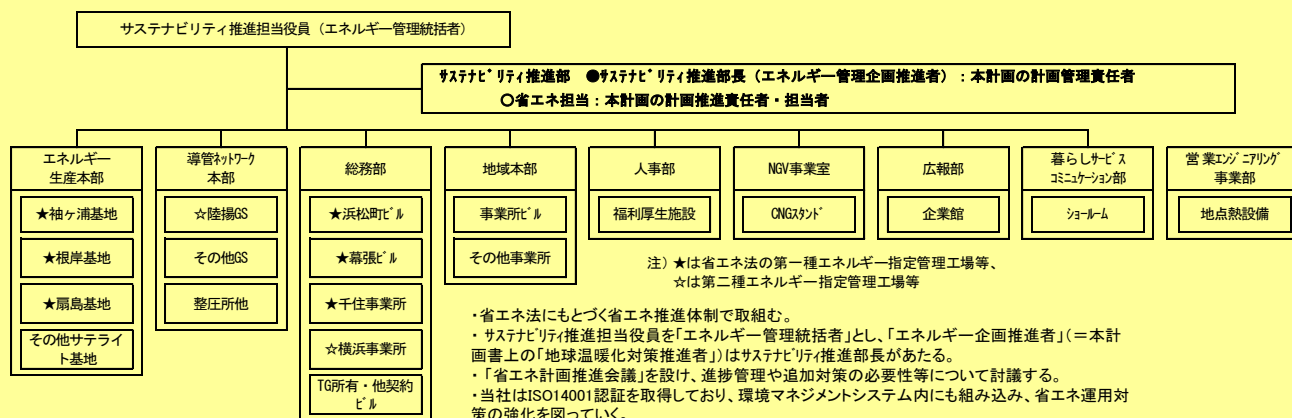 サステナビリティ推進担当役員（エネルギー管理統括者）
ｻｽﾃﾅﾋﾞﾘﾃｨ推進部　●ｻｽﾃﾅﾋﾞﾘﾃｨ推進部長（エネルギー管理企画推進者）：本計画の計画管理責任者
○省エネ担当：本計画の計画推進責任者・担当者
エネルギー
生産本部
★袖ヶ浦基地
★根岸基地
★扇島基地
その他サテライ
ト基地
導管ﾈｯﾄﾜｰｸ
本部
☆陸揚GS
その他GS
整圧所他
総務部
★浜松町ﾋﾞﾙ
★幕張ﾋﾞﾙ
★千住事業所
☆横浜事業所
TG所有・他契約
ﾋﾞﾙ
地域本部
事業所ﾋﾞﾙ
その他事業所
人事部
福利厚生施設
NGV事業室
CNGｽﾀﾝﾄﾞ
広報部
企業館
暮らしｻｰﾋﾞｽ
ｺﾐﾆｭｹｰｼｮﾝ部
ｼｮｰﾙｰﾑ
営業ｴﾝｼﾞﾆｱﾘﾝｸﾞ
事業部
地点熱設備
注）★は省エネ法の第一種エネルギー指定管理工場等、
☆は第二種エネルギー指定管理工場等
・省エネ法にもとづく省エネ推進体制で取組む。
・ｻｽﾃﾅﾋﾞﾘﾃｨ推進担当役員を「エネルギー管理統括者」とし、「エネルギー企画推進者」（＝本計
画書上の「地球温暖化対策推進者」）はｻｽﾃﾅﾋﾞﾘﾃｨ推進部長があたる。
・「省エネ計画推進会議」を設け、進捗管理や追加対策の必要性等について討議する。
・当社はISO14001認証を取得しており、環境マネジメントシステム内にも組み込み、省エネ運用対
策の強化を図っていく。